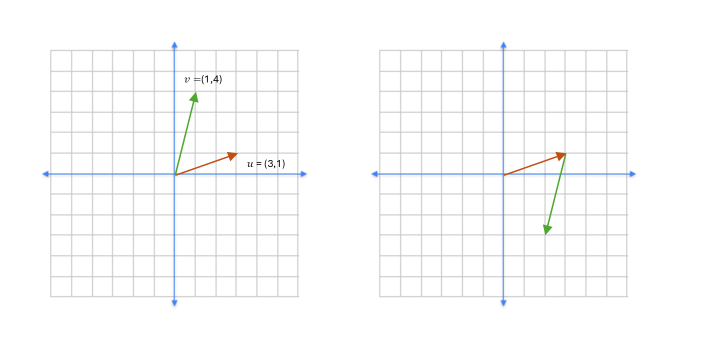 v =(1,4)
u = (3,1)